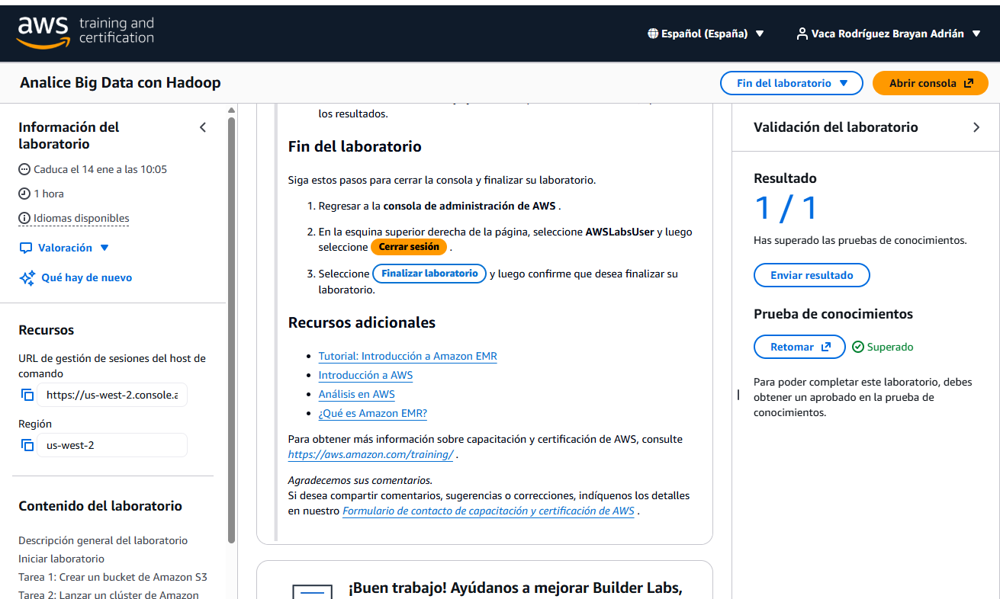 aws training and certification
Español (España)
Vaca Rodríguez Brayan Adrián
Analice Big Data con Hadoop
Fin del laboratorio
Abrir consola
Información del
laboratorio
Caduca el 14 ene a las 10:05
1 hora
Idiomas disponibles
Valoración
Qué hay de nuevo
Recursos
URL de gestión de sesiones del host de
comando
https://us-west-2.console.a
Región
us-west-2
Contenido del laboratorio
Descripción general del laboratorio
Iniciar laboratorio
Tarea 1: Crear un bucket de Amazon S3
Tarea 2: Lanzar un clúster de Amazon
los resultados.
Fin del laboratorio
Siga estos pasos para cerrar la consola y finalizar su laboratorio.
1. Regresar a la consola de administración de AWS .
2. En la esquina superior derecha de la página, seleccione AWSLabsUser y luego
seleccione Cerrar sesión .
3. Seleccione Finalizar laboratorio y luego confirme que desea finalizar su
laboratorio.
Recursos adicionales
• Tutorial: Introducción a Amazon EMR
• Introducción a AWS
• Análisis en AWS
• ¿Qué es Amazon EMR?
Para obtener más información sobre capacitación y certificación de AWS, consulte
https://aws.amazon.com/training/ .
Agradecemos sus comentarios.
Si desea compartir comentarios, sugerencias o correcciones, indíquenos los detalles
en nuestro Formulario de contacto de capacitación y certificación de AWS .
¡Buen trabajo! Ayúdanos a mejorar Builder Labs,
Validación del laboratorio
Resultado
1 / 1
Has superado las pruebas de conocimientos.
Enviar resultado
Prueba de conocimientos
Retomar
Superado
Para poder completar este laboratorio, debes
obtener un aprobado en la prueba de
conocimientos.